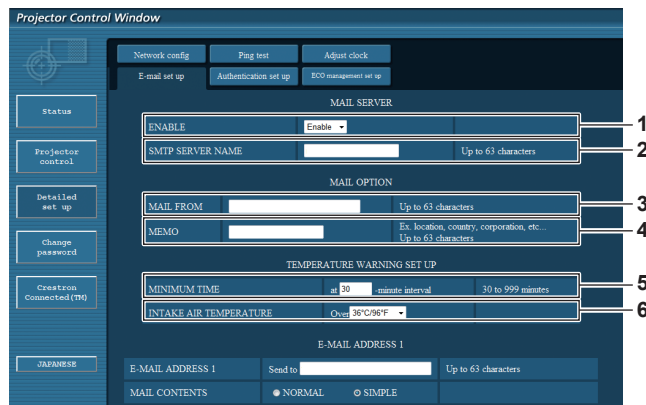 Projector Control Window
Network config
Ping test
Adjust clock
E-mail set up
Authentication set up
ECO management set up
Status
Projector
control
Detailed
set up
Change
password
Crestron
Connected(TM)
JAPANESE
MAIL SERVER
ENABLE Enable 1
SMTP SERVER NAME Up to 63 characters 2
MAIL OPTION
MAIL FROM Up to 63 characters 3
MEMO Ex. location, country, corporation, etc...
Up to 63 characters 4
TEMPERATURE WARNING SET UP
MINIMUM TIME at 30 -minute interval 30 to 999 minutes 5
INTAKE AIR TEMPERATURE Over 36°C/96°F 6
E-MAIL ADDRESS 1
E-MAIL ADDRESS 1 Send to Up to 63 characters
MAIL CONTENTS NORMAL SIMPLE